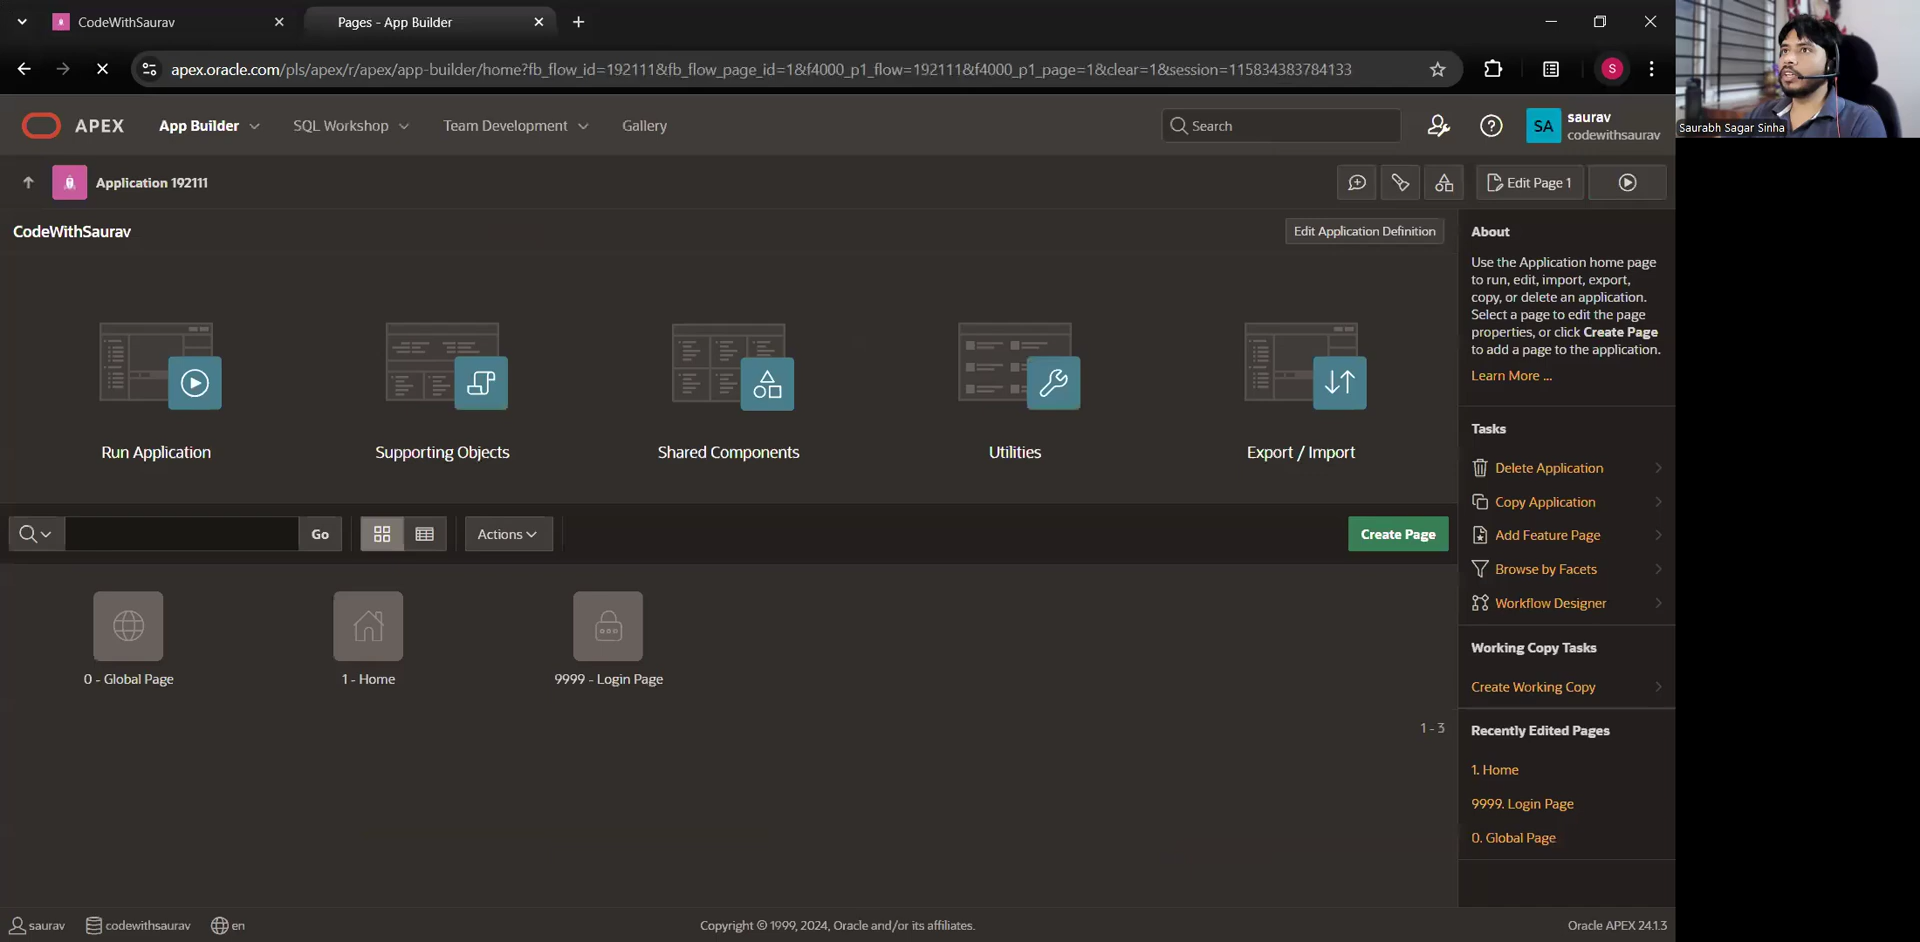 CodeWithSaurav
Pages - App Builder
apex.oracle.com/pls/apex/r/apex/app-builder/home?fb_flow_id=192111&fb_flow_page_id=1&f4000_p1_flow=192111&f4000_p1_page=1&clear=1&session=115834383784133
S
APEX
App Builder
SQL Workshop
Team Development
Gallery
Search
SA
saurav
codewithsaurav
Saurabh Sagar Sinha
Application 192111
Edit Page 1
CodeWithSaurav
Edit Application Definition
Run Application
Supporting Objects
Shared Components
Utilities
Export / Import
Go
Actions
Create Page
0 - Global Page
1 - Home
9999 - Login Page
1 - 3
About
Use the Application home page
to run, edit, import, export,
copy, or delete an application.
Select a page to edit the page
properties, or click Create Page
to add a page to the application.
Learn More ...
Tasks
Delete Application
Copy Application
Add Feature Page
Browse by Facets
Workflow Designer
Working Copy Tasks
Create Working Copy
Recently Edited Pages
1. Home
9999. Login Page
0. Global Page
saurav
codewithsaurav
en
Copyright © 1999, 2024, Oracle and/or its affiliates.
Oracle APEX 24.1.3